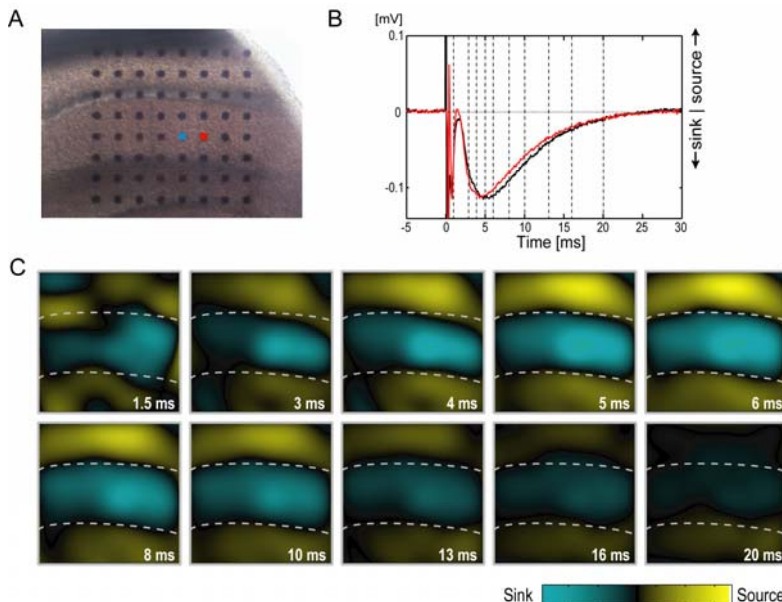 A
B
[mV]
0.1
0
-0.1
-5
0
5
10
15
20
25
30
Time [ms]
←sink | source→
C
1.5 ms
3 ms
4 ms
5 ms
6 ms
8 ms
10 ms
13 ms
16 ms
20 ms
Sink
Source